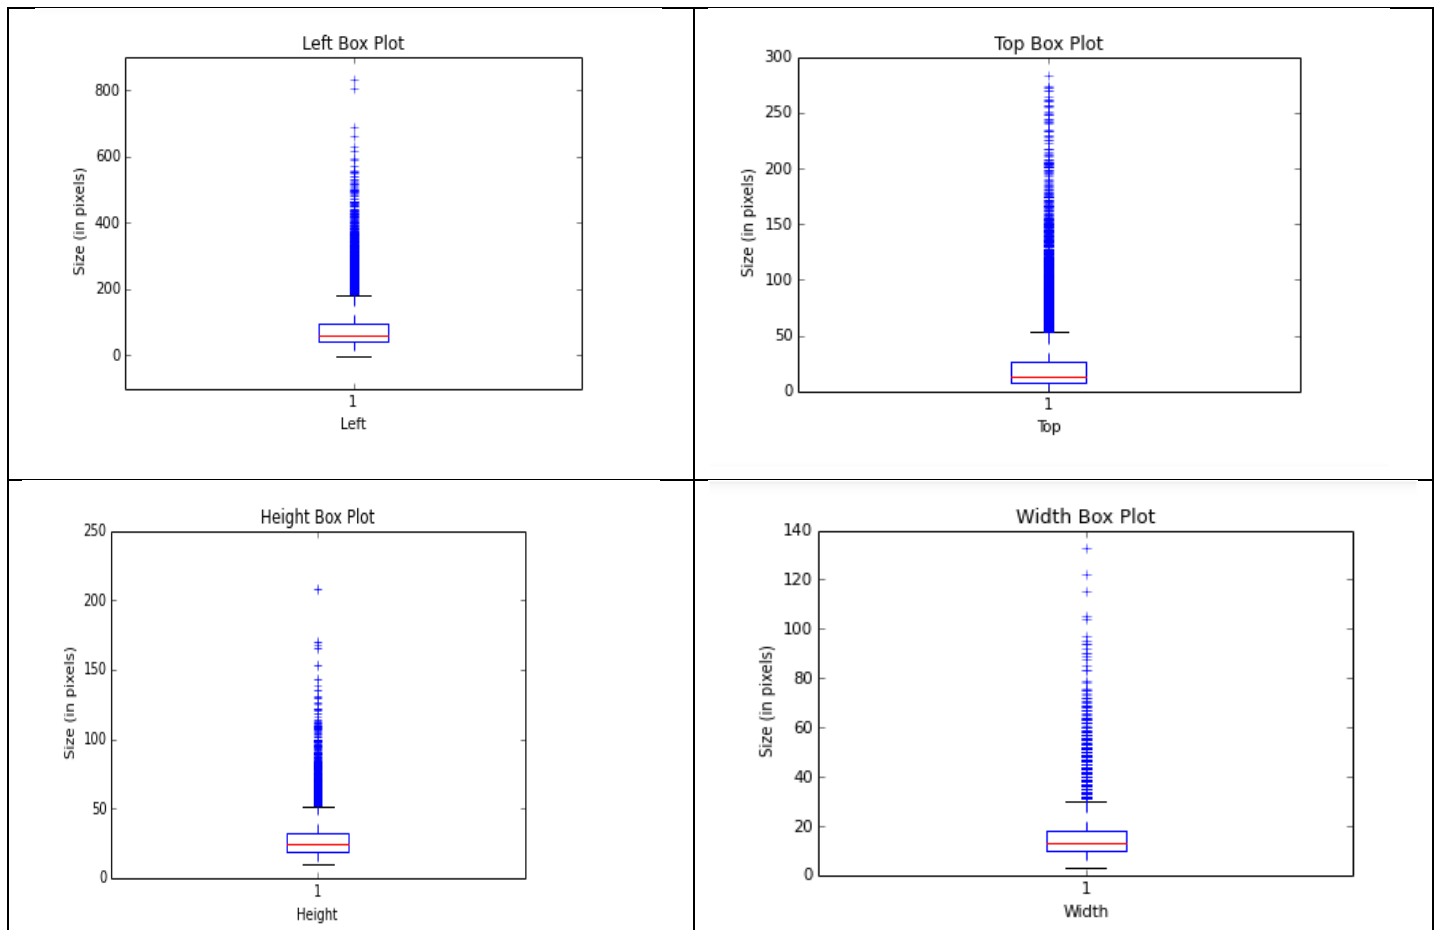 Left Box Plot
800
600
400
200
0
Size (in pixels)
1
Left
Top Box Plot
300
250
200
150
100
50
0
Size (in pixels)
1
Top
Height Box Plot
250
200
150
100
50
0
Size (in pixels)
1
Height
Width Box Plot
140
120
100
80
60
40
20
0
Size (in pixels)
1
Width